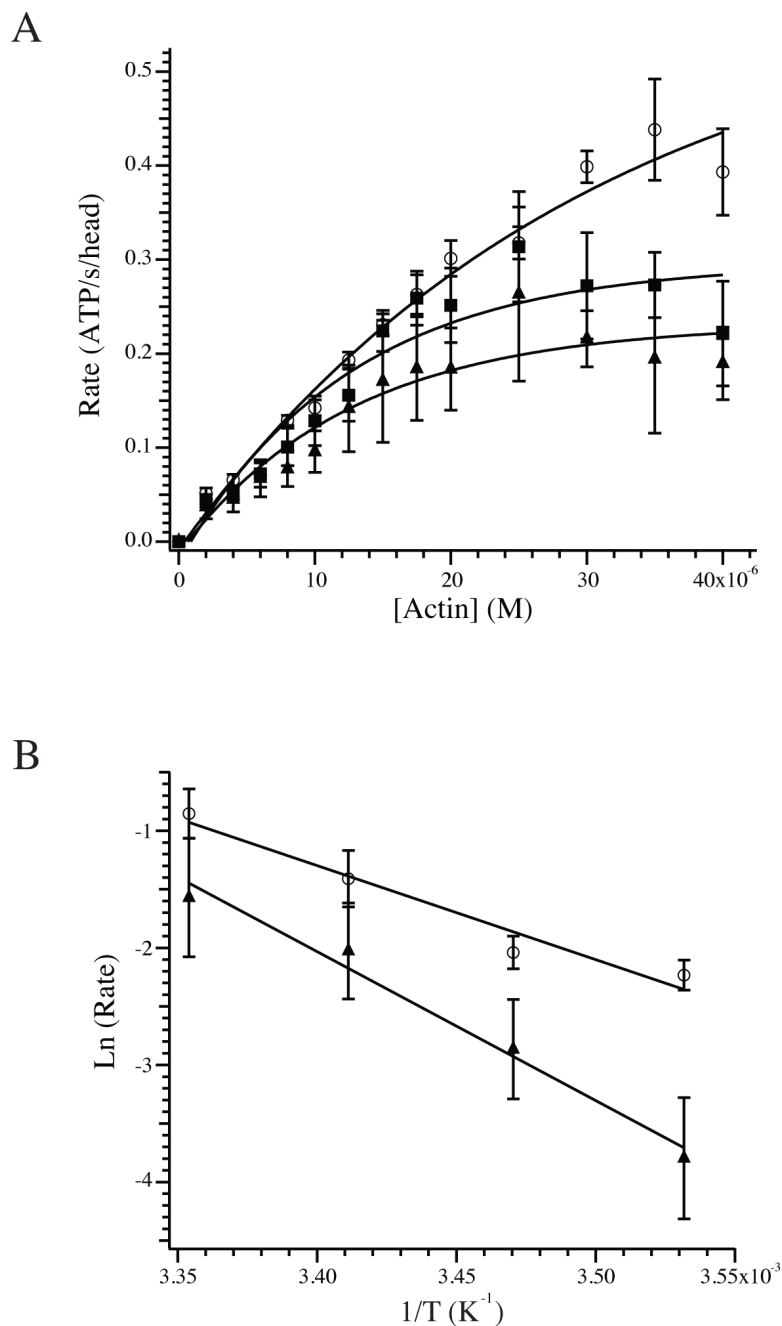 A
0.5
0.4
0.3
0.2
0.1
0.0
Rate (ATP/s/head)
0
10
20
30
40x10⁻⁶
[Actin] (M)
B
-1
-2
-3
-4
Ln (Rate)
3.35
3.40
3.45
3.50
3.55x10⁻³
1/T (K⁻¹)